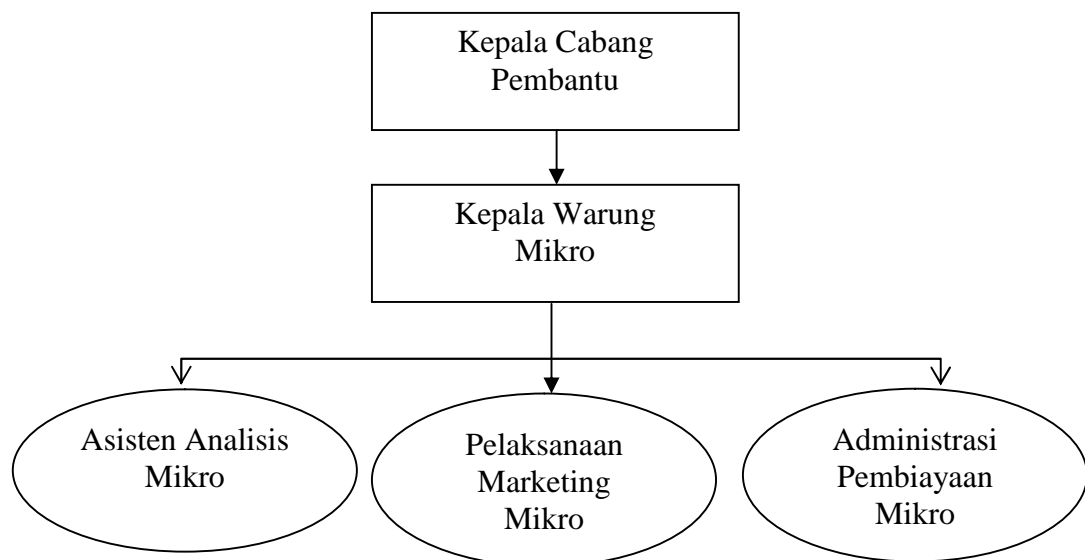 Kepala Cabang
Pembantu
Kepala Warung
Mikro
Asisten Analisis
Mikro
Pelaksanaan
Marketing
Mikro
Administrasi
Pembiayaan
Mikro